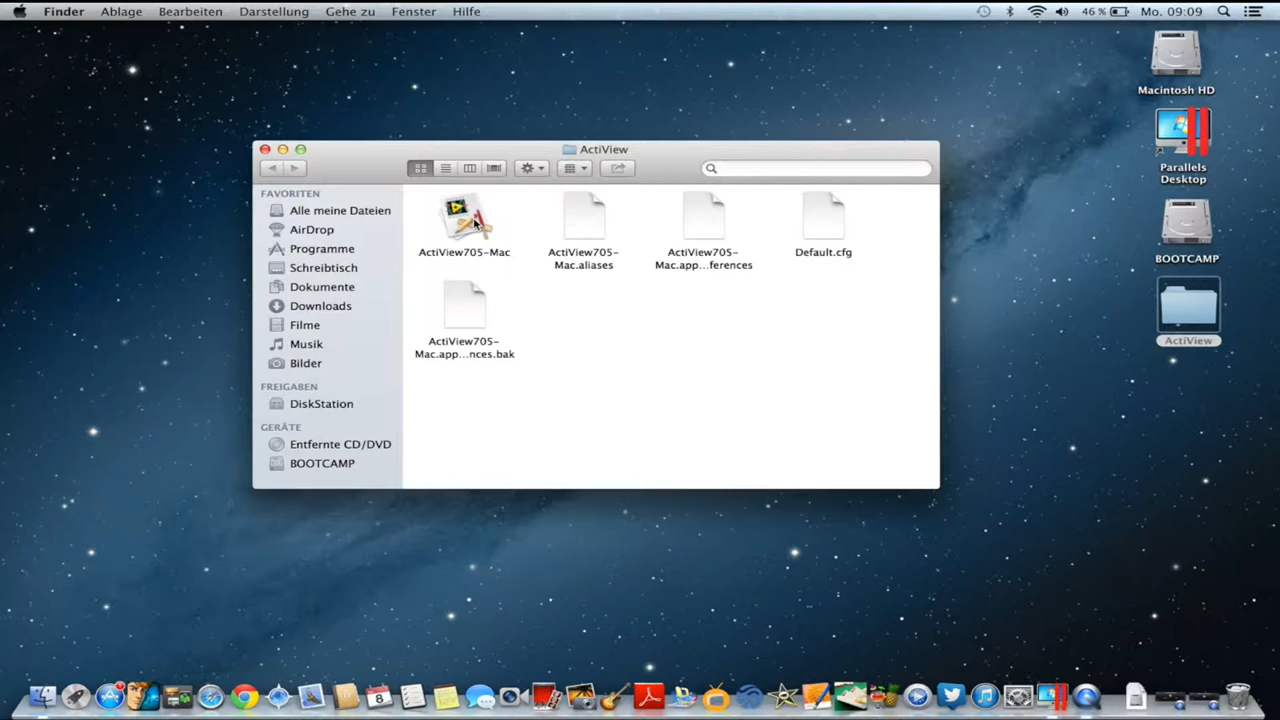 Finder Ablage Bearbeiten Darstellung Gehe zu Fenster Hilfe 46 % Mo. 09:09
Macintosh HD
Parallels
Desktop
BOOTCAMP
ActiView
ActiView
FAVORITEN
Alle meine Dateien
AirDrop
Programme
Schreibtisch
Dokumente
Downloads
Filme
Musik
Bilder
FREIGABEN
DiskStation
GERÄTE
Entfernte CD/DVD
BOOTCAMP
ActiView705-Mac
ActiView705-
Mac.aliases
ActiView705-
Mac.app...ferences
Default.cfg
ActiView705-
Mac.app...nces.bak
8